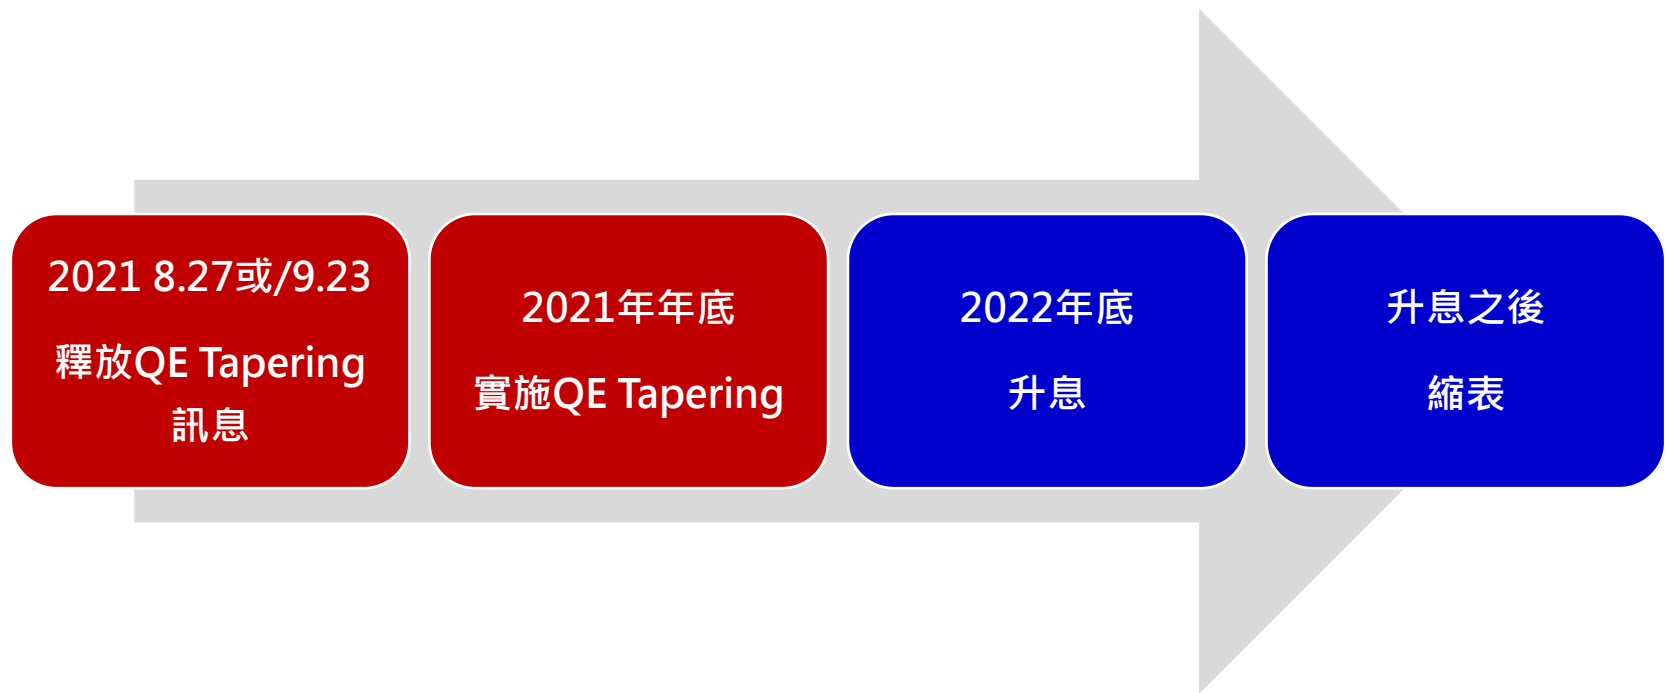 2021 8.27或/9.23
釋放QE Tapering
訊息
2021年年底
實施QE Tapering
2022年底
升息
升息之後
縮表